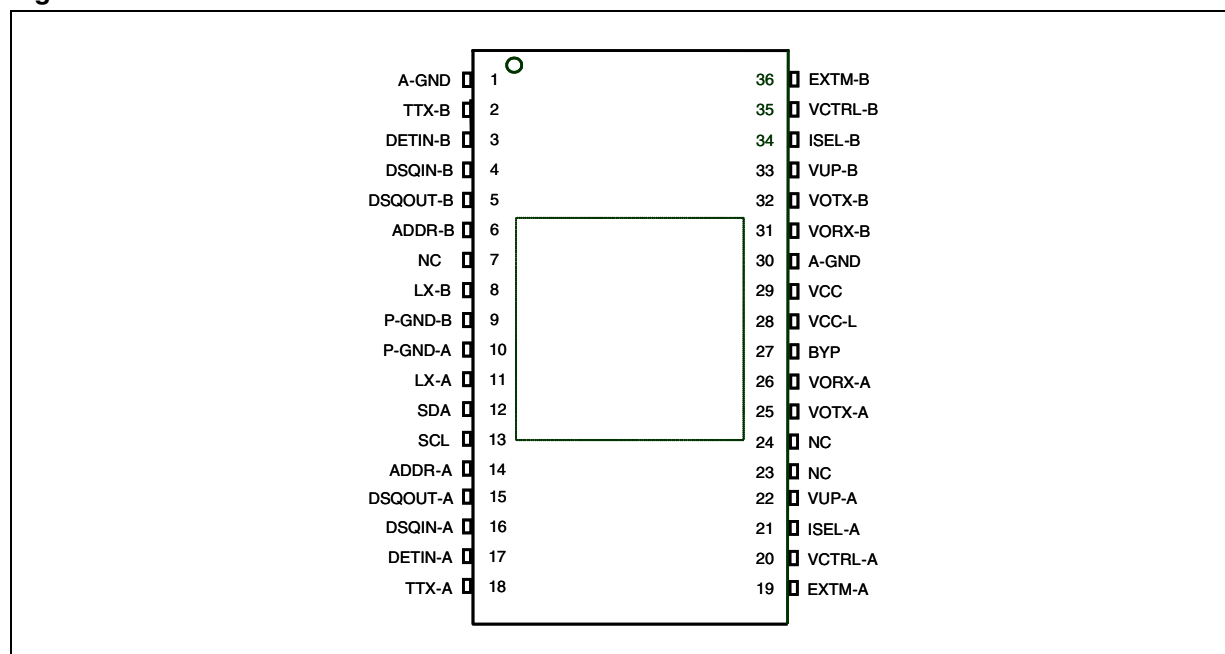 A-GND 1 36 EXTM-B
TTX-B 2 35 VCTRL-B
DETIN-B 3 34 ISEL-B
DSQIN-B 4 33 VUP-B
DSQOUT-B 5 32 VOTX-B
ADDR-B 6 31 VORX-B
NC 7 30 A-GND
LX-B 8 29 VCC
P-GND-B 9 28 VCC-L
P-GND-A 10 27 BYP
LX-A 11 26 VORX-A
SDA 12 25 VOTX-A
SCL 13 24 NC
ADDR-A 14 23 NC
DSQOUT-A 15 22 VUP-A
DSQIN-A 16 21 ISEL-A
DETIN-A 17 20 VCTRL-A
TTX-A 18 19 EXTM-A